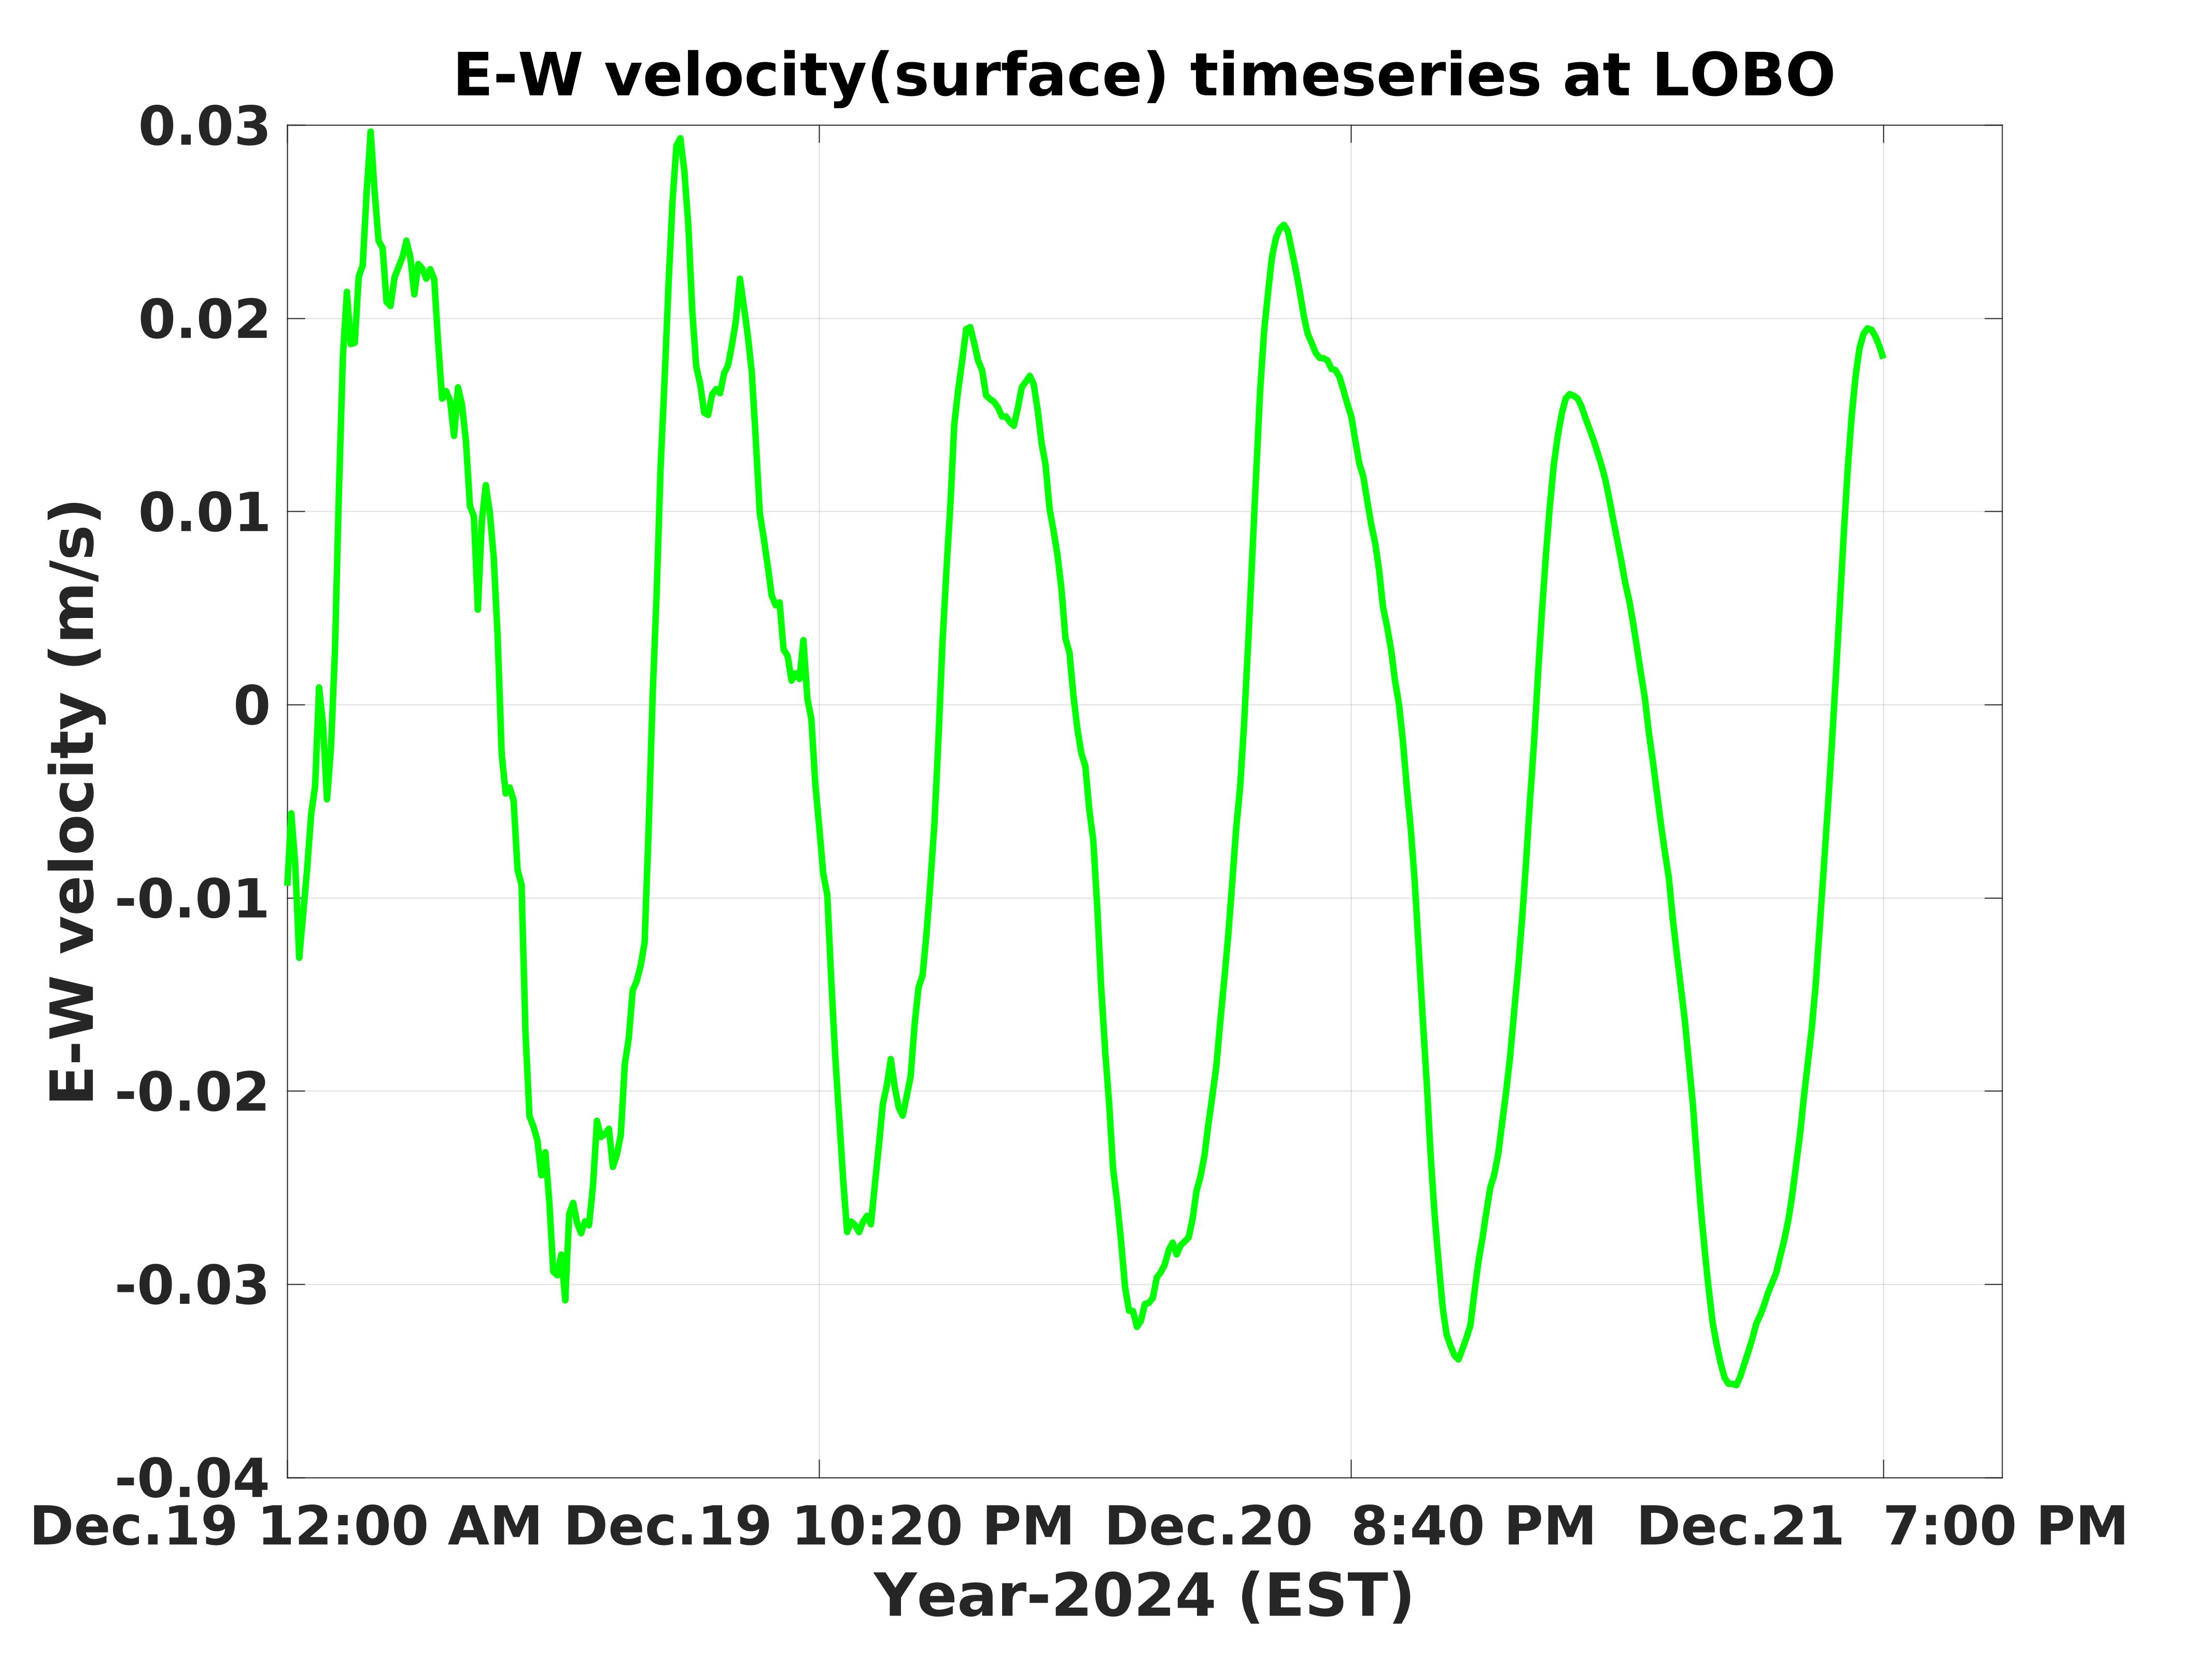 E-W velocity(surface) timeseries at LOBO
0.03
0.02
0.01
0
-0.01
-0.02
-0.03
-0.04
E-W velocity (m/s)
Dec.19 12:00 AM Dec.19 10:20 PM Dec.20 8:40 PM Dec.21 7:00 PM
Year-2024 (EST)